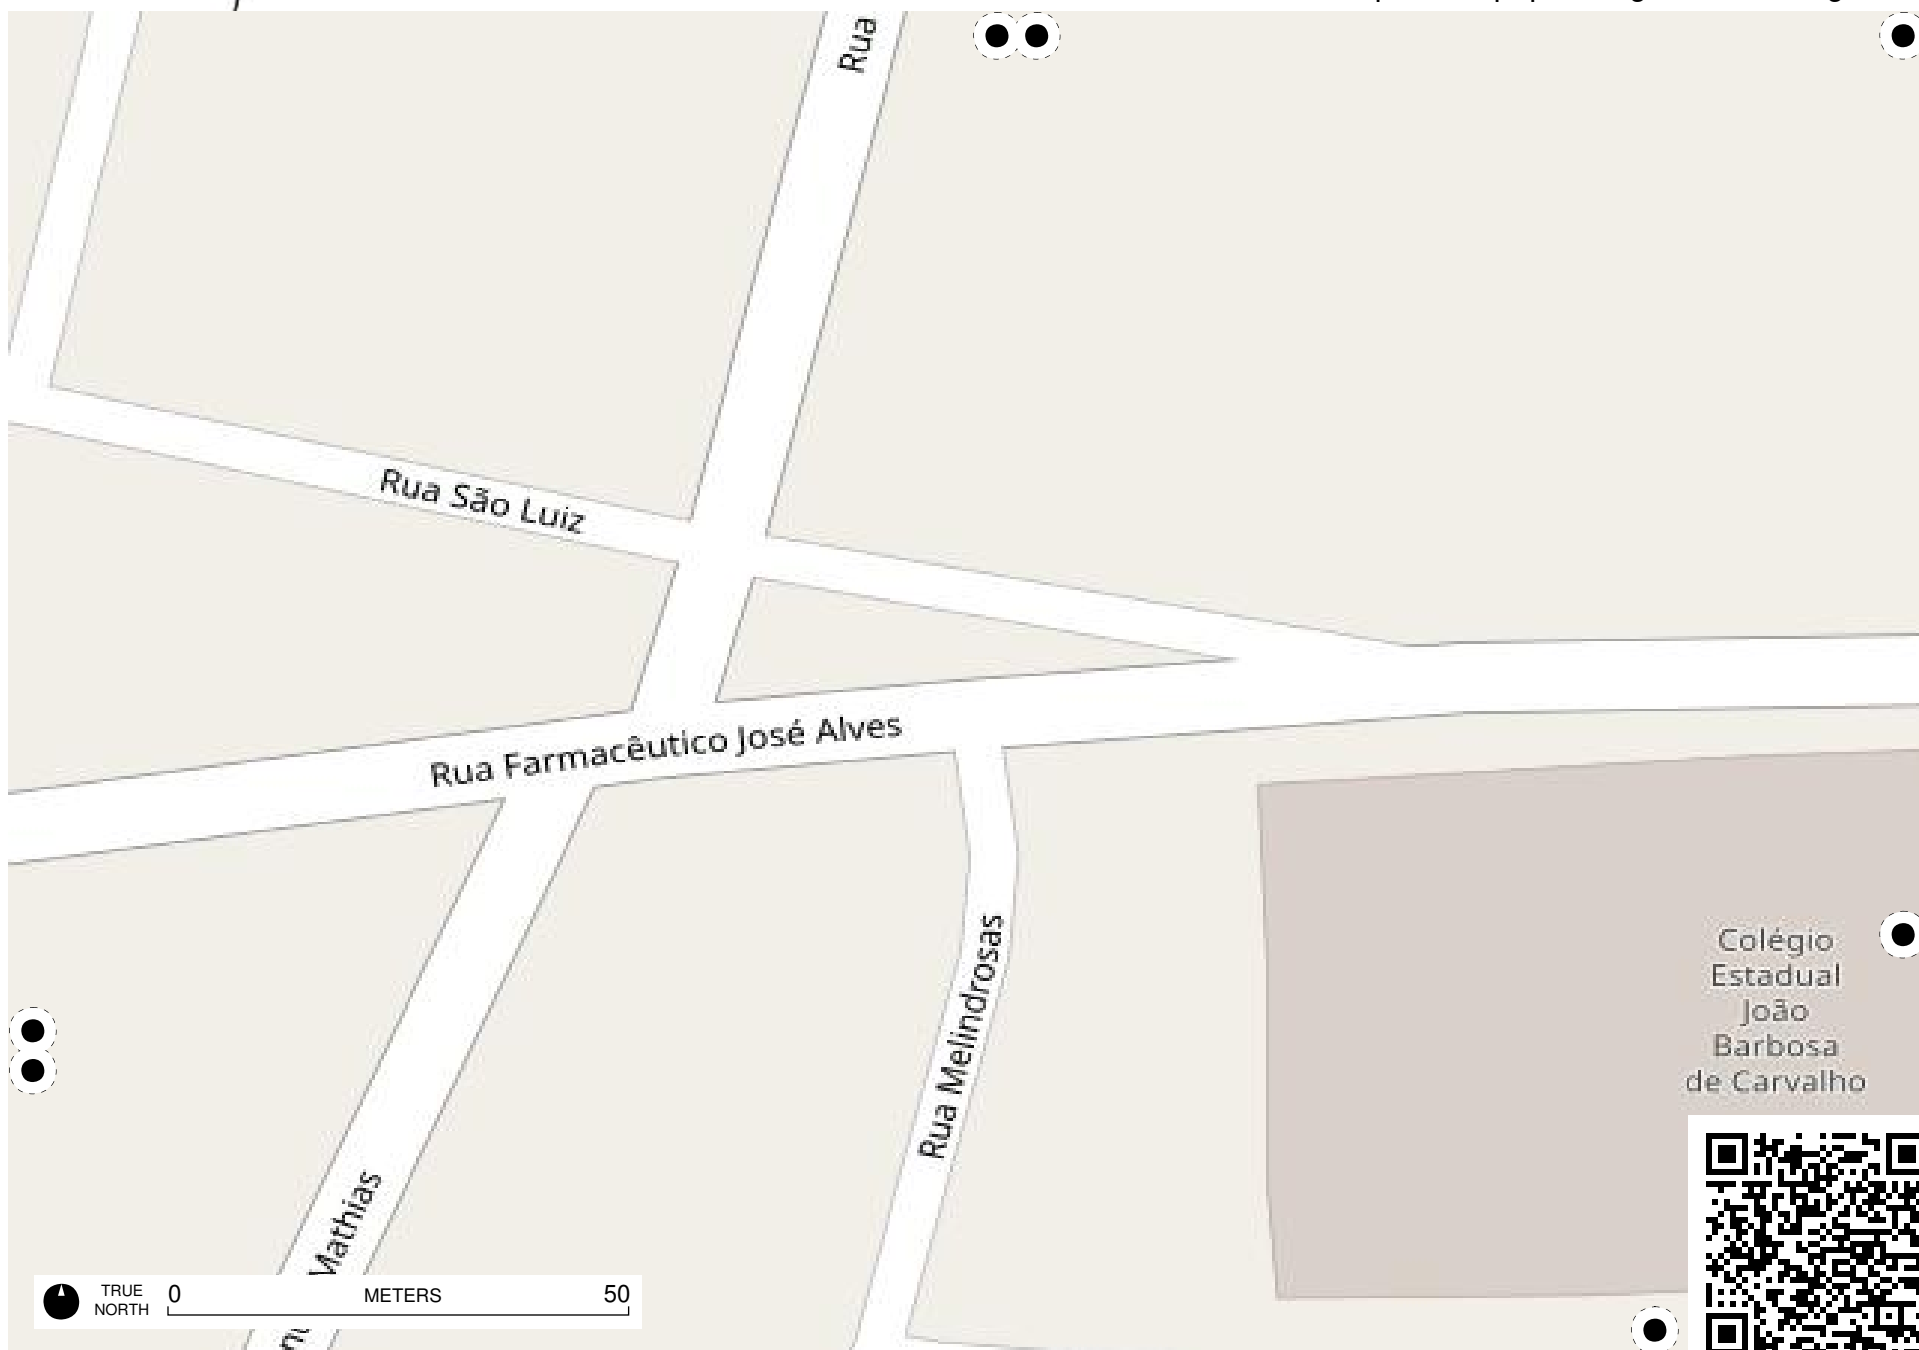 Rua
Rua São Luiz
Rua Farmacêutico José Alves
Rua Melindrosas
Colégio
Estadual
João
Barbosa
de Carvalho
Mathias
TRUE
NORTH
0 METERS 50